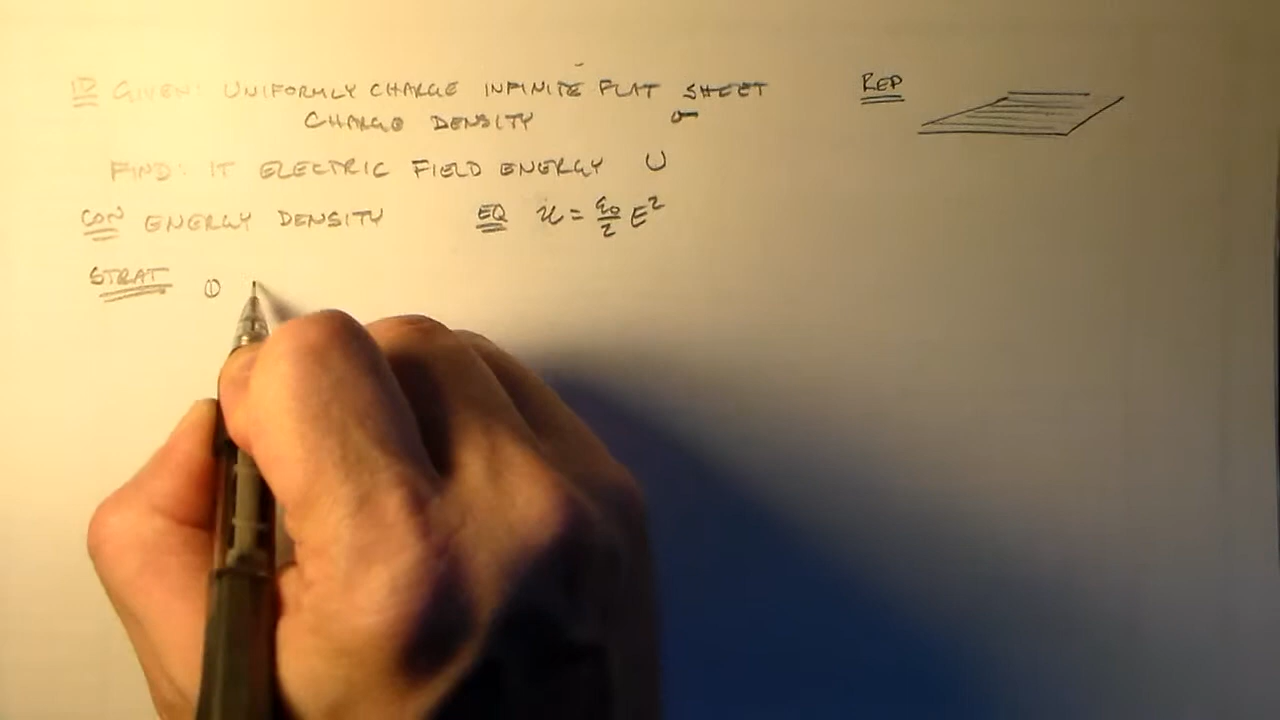 ID GIVEN: UNIFORMLY CHARGE INFINITE FLAT SHEET
CHARGE DENSITY σ
FIND: IT ELECTRIC FIELD ENERGY U
CON ENERGY DENSITY EQ u = ε0/2 E²
STRAT ①
REP